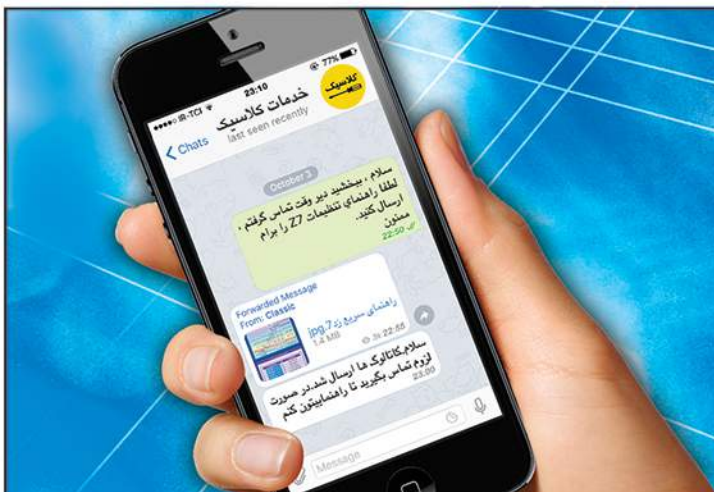 IR-TCI
23:10
77%
Chats
خدمات کلاسیک
last seen recently
کلاسیک
October 3
سلام ، ببخشید دیر وقت تماس گرفتم ،
لطفا راهنمای تنظیمات Z7 را برام
ارسال کنید.
ممنون
22:50
Forwarded Message
From: Classic
راهنمای سریع زد7.jpg
1.4 MB
22:55
سلام.کاتالوگ ها ارسال شد.در صورت
لزوم تماس بگیرید تا راهنماییتون کنم
23:00
Message